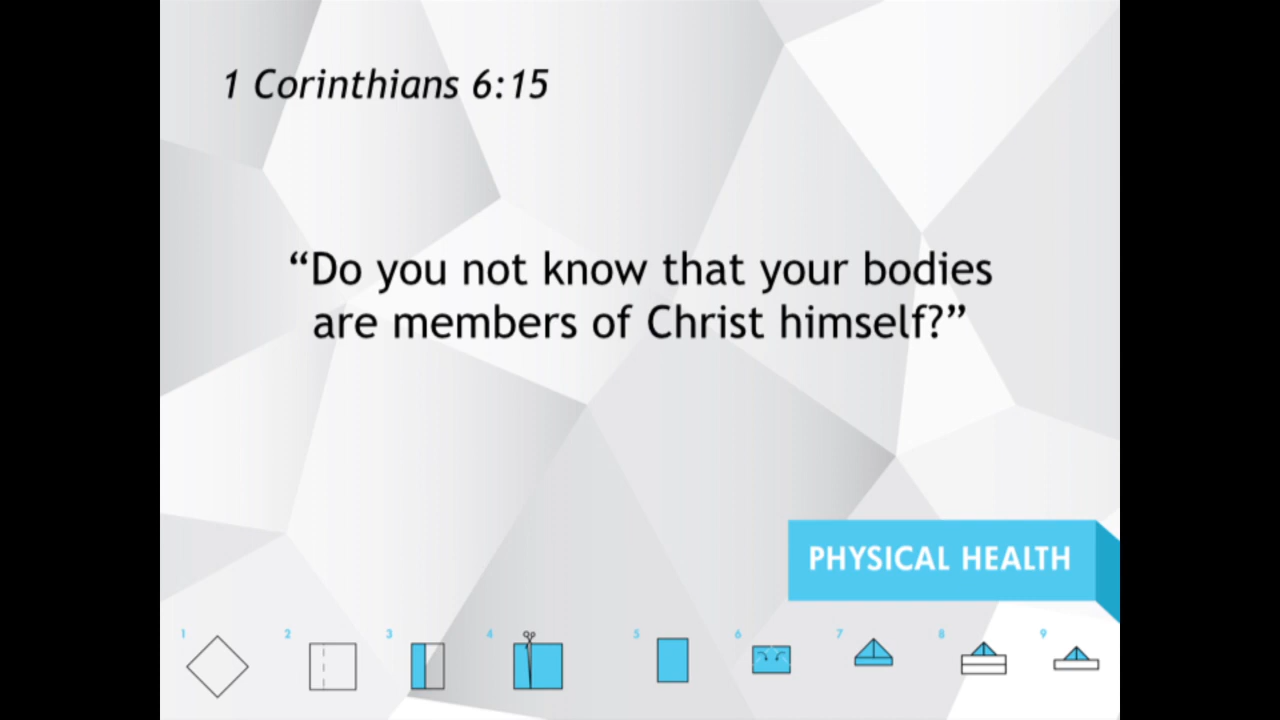 1 Corinthians 6:15
“Do you not know that your bodies
are members of Christ himself?”
PHYSICAL HEALTH
1 2 3 4 5 6 7 8 9